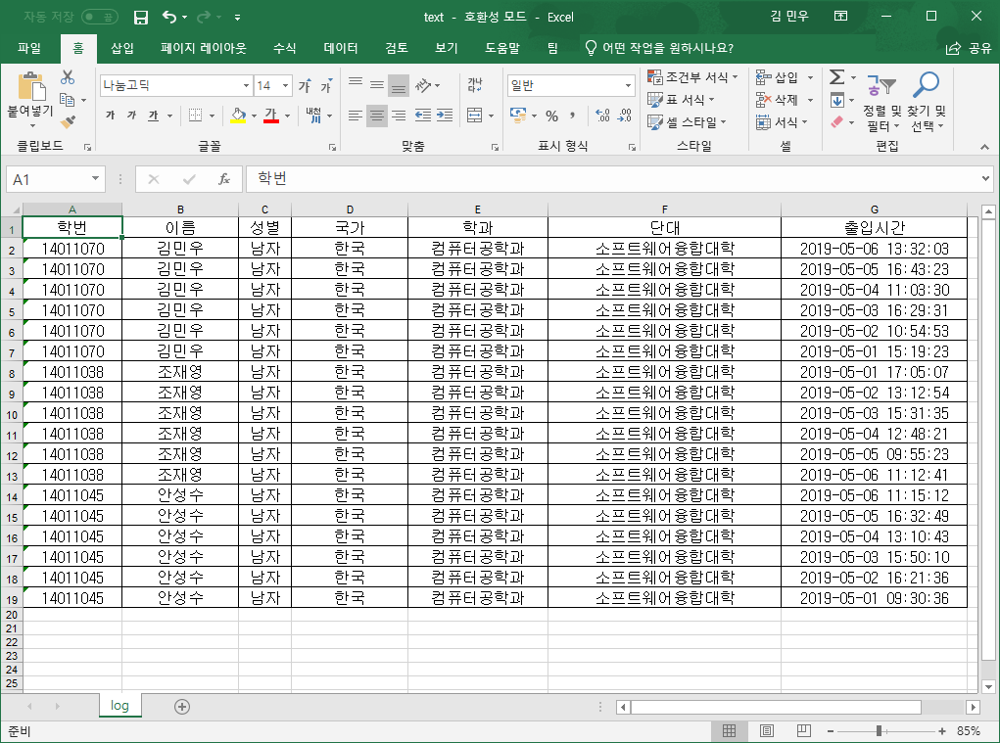 자동 저장 공 text - 호환성 모드 - Excel 김 민우
파일 홈 삽입 페이지 레이아웃 수식 데이터 검토 보기 도움말 팀 어떤 작업을 원하시나요? 공유
붙여넣기 나눔고딕 14 가 가 가 가 가 내천 가 일반 % 조건부 서식 표 서식 셀 스타일 삽입 삭제 서식 정렬 및 필터 찾기 및 선택
클립보드 글꼴 맞춤 표시 형식 스타일 셀 편집
A1 fx 학번
A B C D E F G
1 학번 이름 성별 국가 학과 단대 출입시간
2 14011070 김민우 남자 한국 컴퓨터공학과 소프트웨어융합대학 2019-05-06 13:32:03
3 14011070 김민우 남자 한국 컴퓨터공학과 소프트웨어융합대학 2019-05-05 16:43:23
4 14011070 김민우 남자 한국 컴퓨터공학과 소프트웨어융합대학 2019-05-04 11:03:30
5 14011070 김민우 남자 한국 컴퓨터공학과 소프트웨어융합대학 2019-05-03 16:29:31
6 14011070 김민우 남자 한국 컴퓨터공학과 소프트웨어융합대학 2019-05-02 10:54:53
7 14011070 김민우 남자 한국 컴퓨터공학과 소프트웨어융합대학 2019-05-01 15:19:23
8 14011038 조재영 남자 한국 컴퓨터공학과 소프트웨어융합대학 2019-05-01 17:05:07
9 14011038 조재영 남자 한국 컴퓨터공학과 소프트웨어융합대학 2019-05-02 13:12:54
10 14011038 조재영 남자 한국 컴퓨터공학과 소프트웨어융합대학 2019-05-03 15:31:35
11 14011038 조재영 남자 한국 컴퓨터공학과 소프트웨어융합대학 2019-05-04 12:48:21
12 14011038 조재영 남자 한국 컴퓨터공학과 소프트웨어융합대학 2019-05-05 09:55:23
13 14011038 조재영 남자 한국 컴퓨터공학과 소프트웨어융합대학 2019-05-06 11:12:41
14 14011045 안성수 남자 한국 컴퓨터공학과 소프트웨어융합대학 2019-05-06 11:15:12
15 14011045 안성수 남자 한국 컴퓨터공학과 소프트웨어융합대학 2019-05-05 16:32:49
16 14011045 안성수 남자 한국 컴퓨터공학과 소프트웨어융합대학 2019-05-04 13:10:43
17 14011045 안성수 남자 한국 컴퓨터공학과 소프트웨어융합대학 2019-05-03 15:50:10
18 14011045 안성수 남자 한국 컴퓨터공학과 소프트웨어융합대학 2019-05-02 16:21:36
19 14011045 안성수 남자 한국 컴퓨터공학과 소프트웨어융합대학 2019-05-01 09:30:36
20
21
22
23
24
25
log
준비 85%